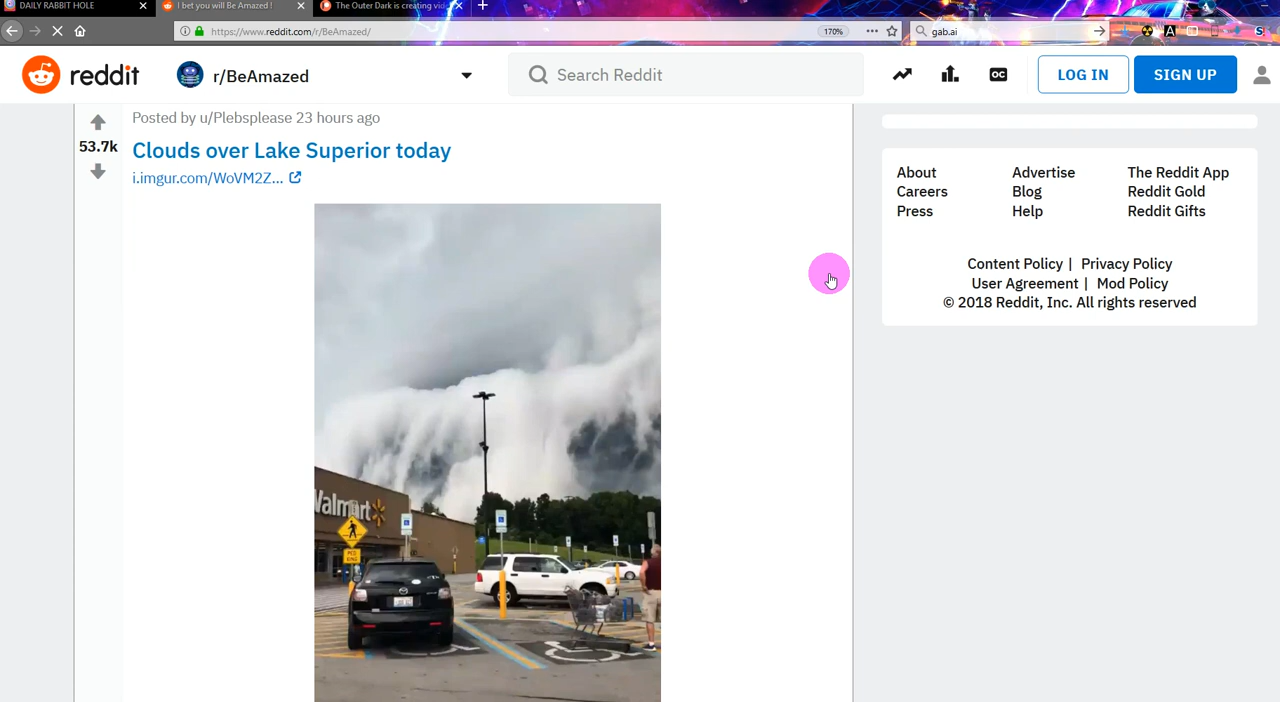 DAILY RABBIT HOLE
I bet you will Be Amazed !
The Outer Dark is creating vid
https://www.reddit.com/r/BeAmazed/
170%
gab.ai
reddit
r/BeAmazed
Search Reddit
OC
LOG IN
SIGN UP
Posted by u/Plebsplease 23 hours ago
53.7k
Clouds over Lake Superior today
i.imgur.com/WoVM2Z...
Walmart
PED
XING
About
Advertise
The Reddit App
Careers
Blog
Reddit Gold
Press
Help
Reddit Gifts
Content Policy | Privacy Policy
User Agreement | Mod Policy
© 2018 Reddit, Inc. All rights reserved